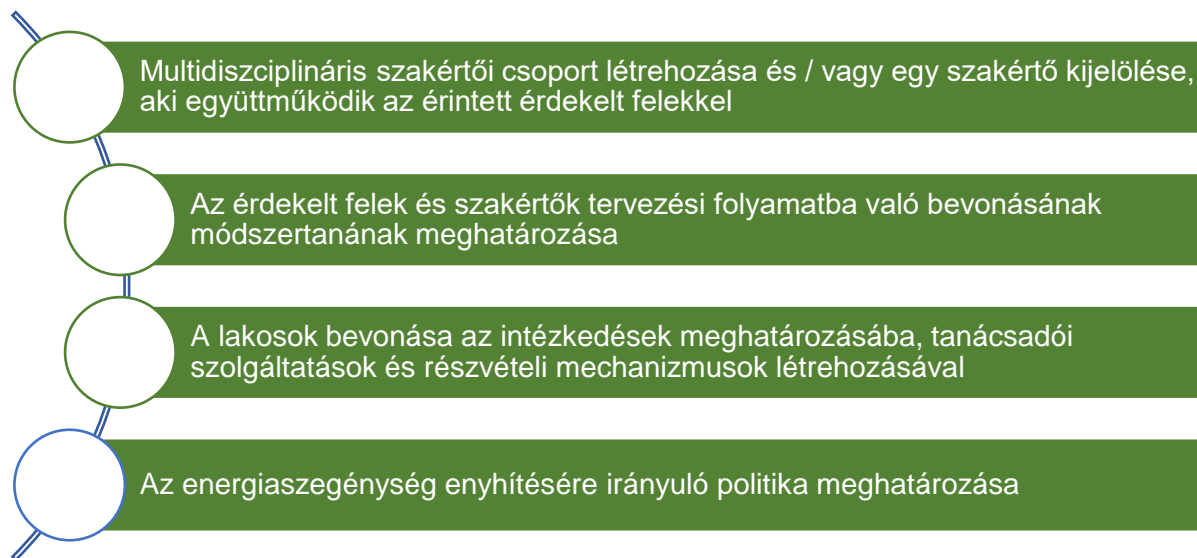 Multidiszciplináris szakértői csoport létrehozása és / vagy egy szakértő kijelölése,
aki együttműködik az érintett érdekelt felekkel
Az érdekelt felek és szakértők tervezési folyamatba való bevonásának
módszertanának meghatározása
A lakosok bevonása az intézkedések meghatározásába, tanácsadói
szolgáltatások és részvételi mechanizmusok létrehozásával
Az energiaszegénység enyhítésére irányuló politika meghatározása